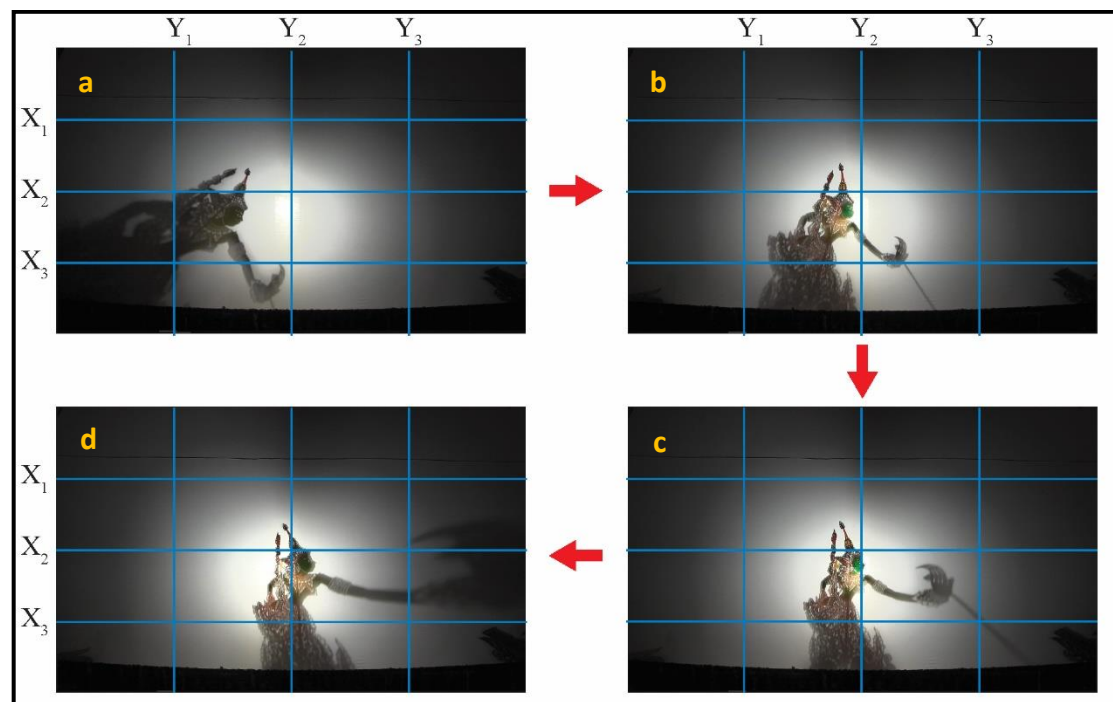 Y₁ Y₂ Y₃ Y₁ Y₂ Y₃
a b
X₁
X₂
X₃
d c
X₁
X₂
X₃